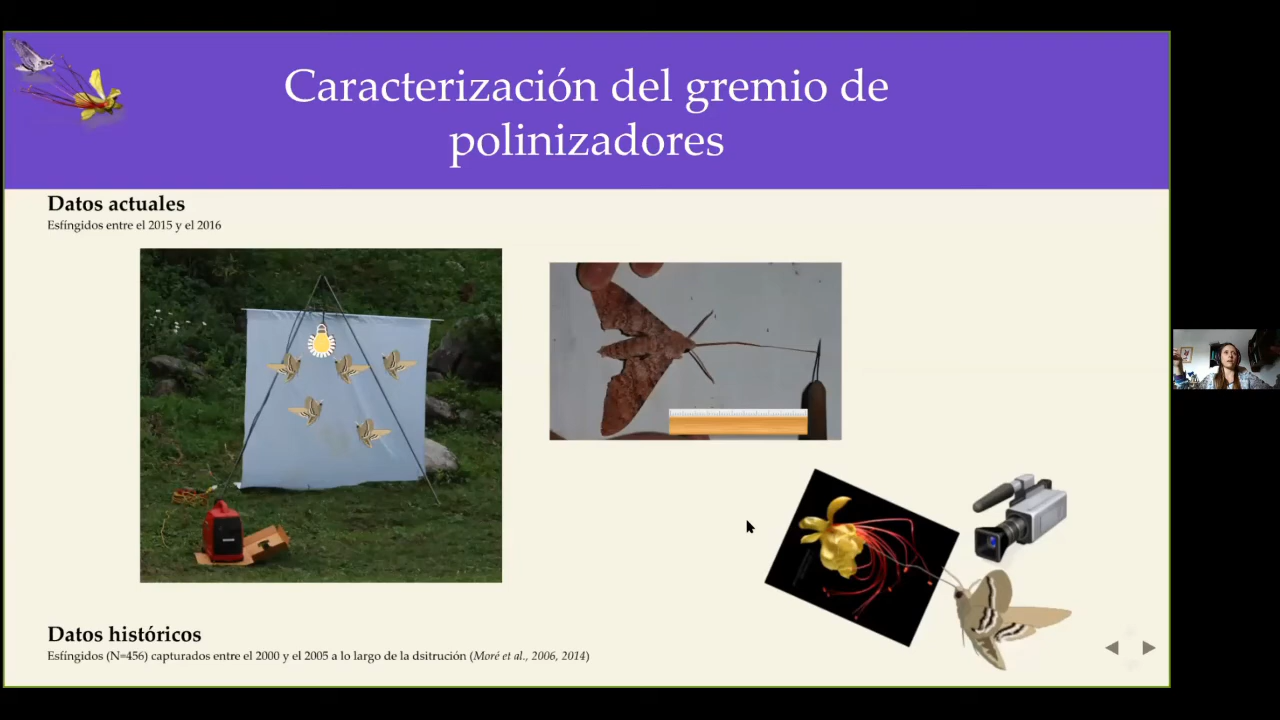 Caracterización del gremio de
polinizadores
Datos actuales
Esfíngidos entre el 2015 y el 2016
Datos históricos
Esfíngidos (N=456) capturados entre el 2000 y el 2005 a lo largo de la dsitrución (Moré et al., 2006, 2014)